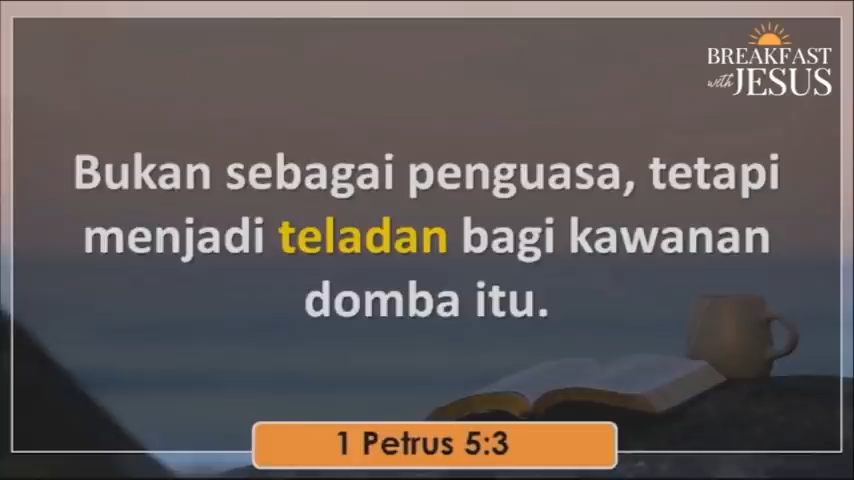 BREAKFAST
with JESUS
Bukan sebagai penguasa, tetapi
menjadi teladan bagi kawanan
domba itu.
1 Petrus 5:3